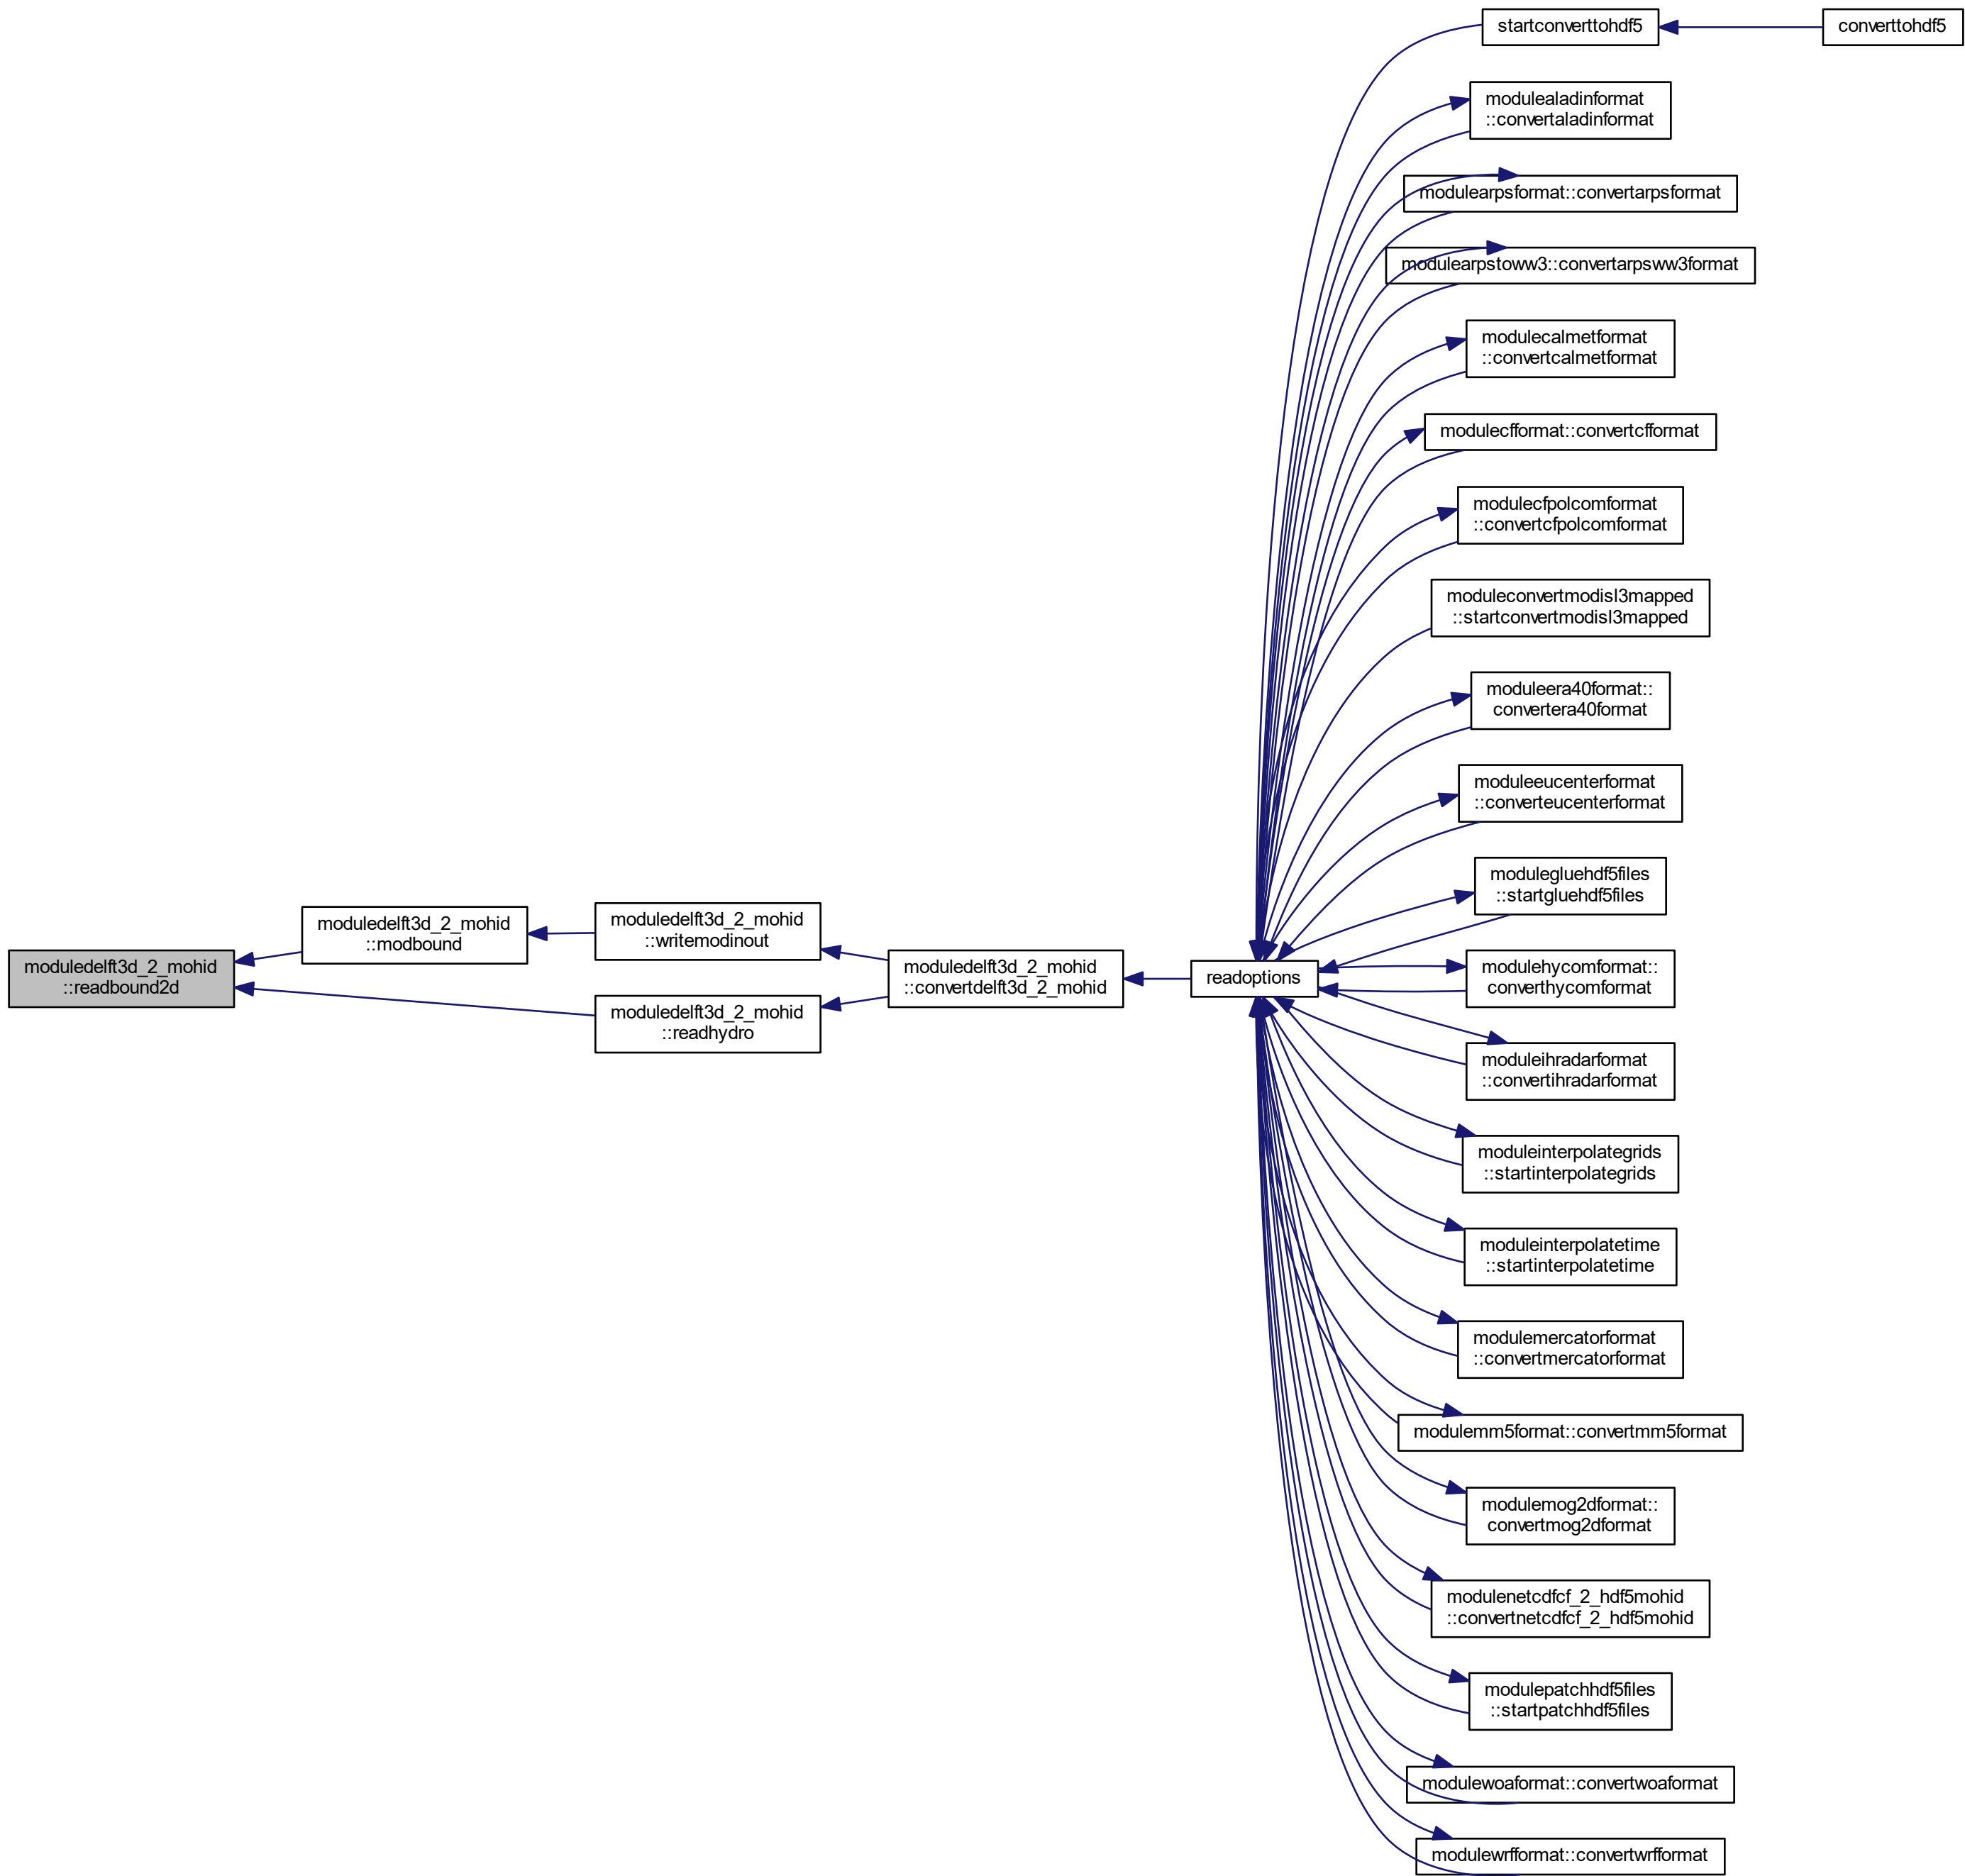 moduledelft3d_2_mohid
::readbound2d
moduledelft3d_2_mohid
::modbound
moduledelft3d_2_mohid
::writemodinout
moduledelft3d_2_mohid
::readhydro
moduledelft3d_2_mohid
::convertdelft3d_2_mohid
readoptions
startconverttohdf5
converttohdf5
modulealadinformat
::convertaladinformat
modulearpsformat::convertarpsformat
modulearpstoww3::convertarpsww3format
modulecalmetformat
::convertcalmetformat
modulecfformat::convertcfformat
modulecfpolcomformat
::convertcfpolcomformat
moduleconvertmodisl3mapped
::startconvertmodisl3mapped
moduleera40format::
convertera40format
moduleeucenterformat
::converteucenterformat
modulegluehdf5files
::startgluehdf5files
modulehycomformat::
converthycomformat
moduleihradarformat
::convertihradarformat
moduleinterpolategrids
::startinterpolategrids
moduleinterpolatetime
::startinterpolatetime
modulemercatorformat
::convertmercatorformat
modulemm5format::convertmm5format
modulemog2dformat::
convertmog2dformat
modulenetcdfcf_2_hdf5mohid
::convertnetcdfcf_2_hdf5mohid
modulepatchhdf5files
::startpatchhdf5files
modulewoaformat::convertwoaformat
modulewrfformat::convertwrfformat